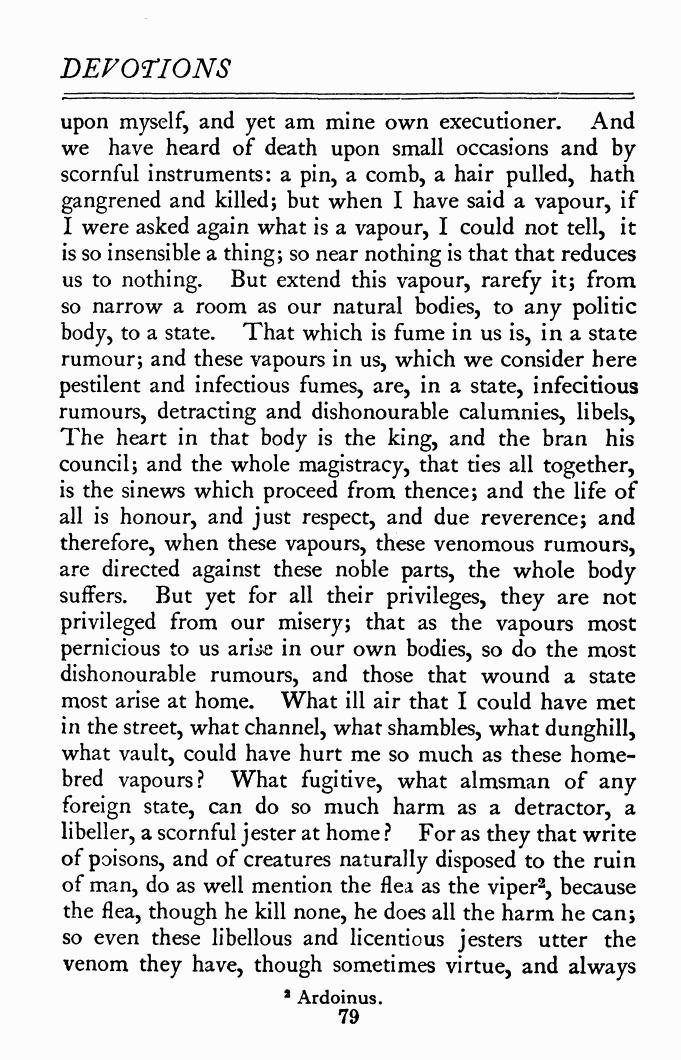 DEVOTIONS
upon myself, and yet am mine own executioner. And
we have heard of death upon small occasions and by
scornful instruments: a pin, a comb, a hair pulled, hath
gangrened and killed; but when I have said a vapour, if
I were asked again what is a vapour, I could not tell, it
is so insensible a thing; so near nothing is that that reduces
us to nothing. But extend this vapour, rarefy it; from
so narrow a room as our natural bodies, to any politic
body, to a state. That which is fume in us is, in a state
rumour; and these vapours in us, which we consider here
pestilent and infectious fumes, are, in a state, infecitious
rumours, detracting and dishonourable calumnies, libels,
The heart in that body is the king, and the bran his
council; and the whole magistracy, that ties all together,
is the sinews which proceed from thence; and the life of
all is honour, and just respect, and due reverence; and
therefore, when these vapours, these venomous rumours,
are directed against these noble parts, the whole body
suffers. But yet for all their privileges, they are not
privileged from our misery; that as the vapours most
pernicious to us arise in our own bodies, so do the most
dishonourable rumours, and those that wound a state
most arise at home. What ill air that I could have met
in the street, what channel, what shambles, what dunghill,
what vault, could have hurt me so much as these home-
bred vapours? What fugitive, what almsman of any
foreign state, can do so much harm as a detractor, a
libeller, a scornful jester at home? For as they that write
of poisons, and of creatures naturally disposed to the ruin
of man, do as well mention the flea as the viper², because
the flea, though he kill none, he does all the harm he can;
so even these libellous and licentious jesters utter the
venom they have, though sometimes virtue, and always
² Ardoinus.
79